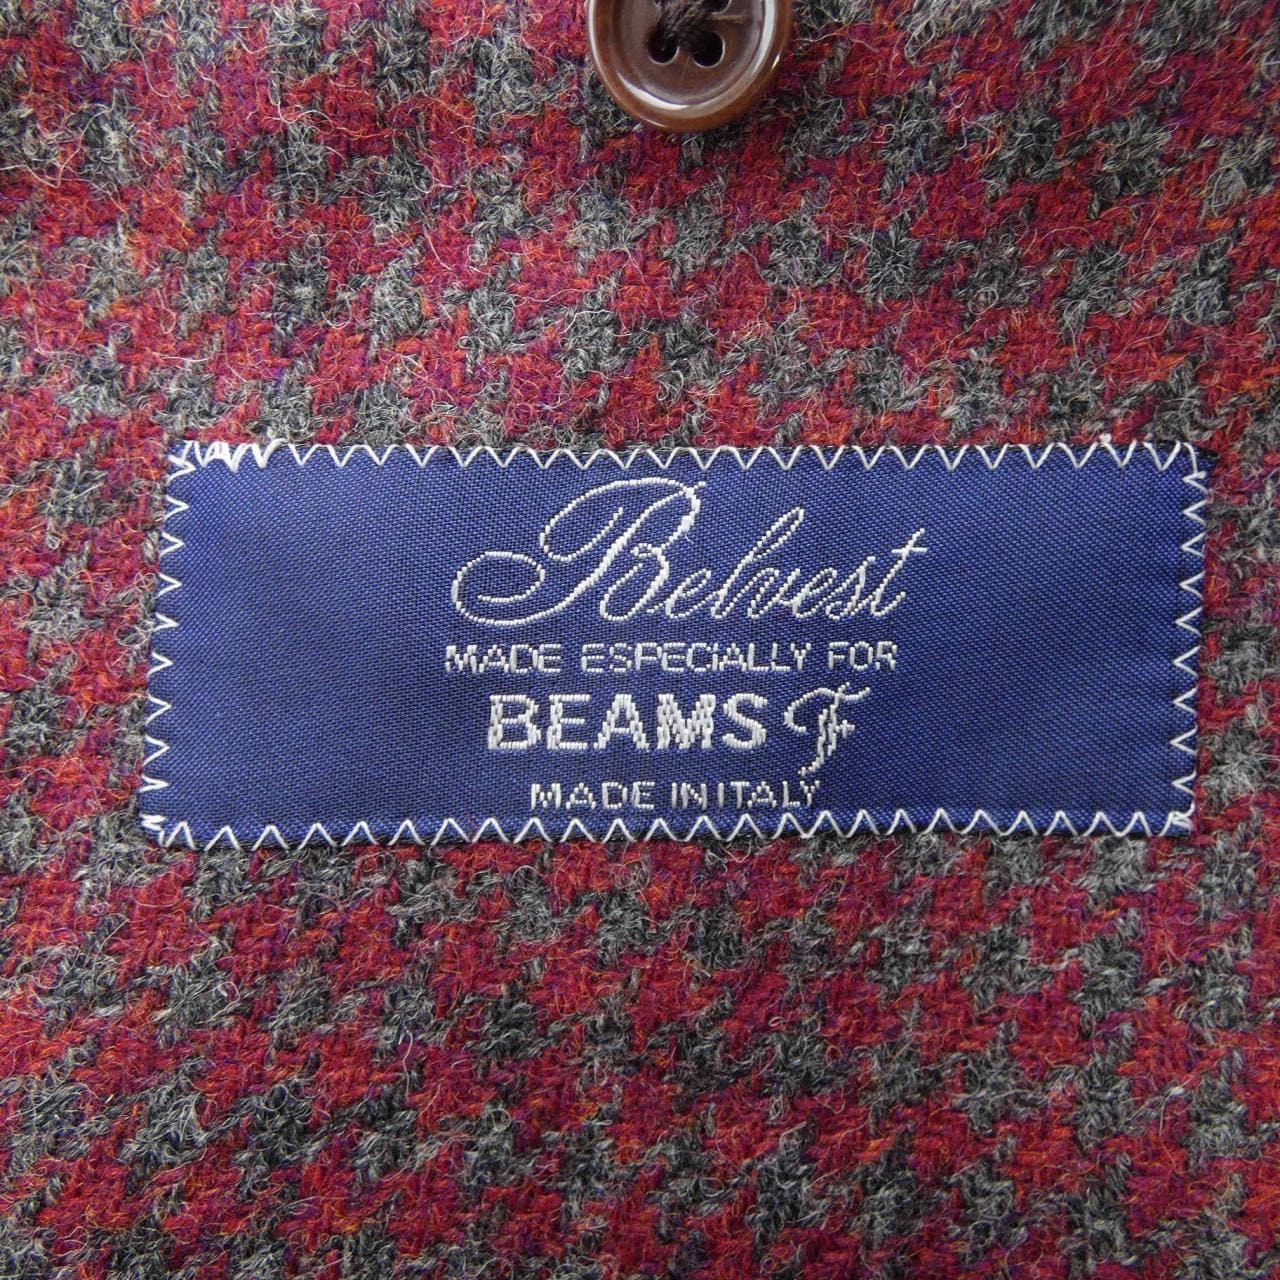 Belvest
MADE ESPECIALLY FOR
BEAMS F
MADE IN ITALY